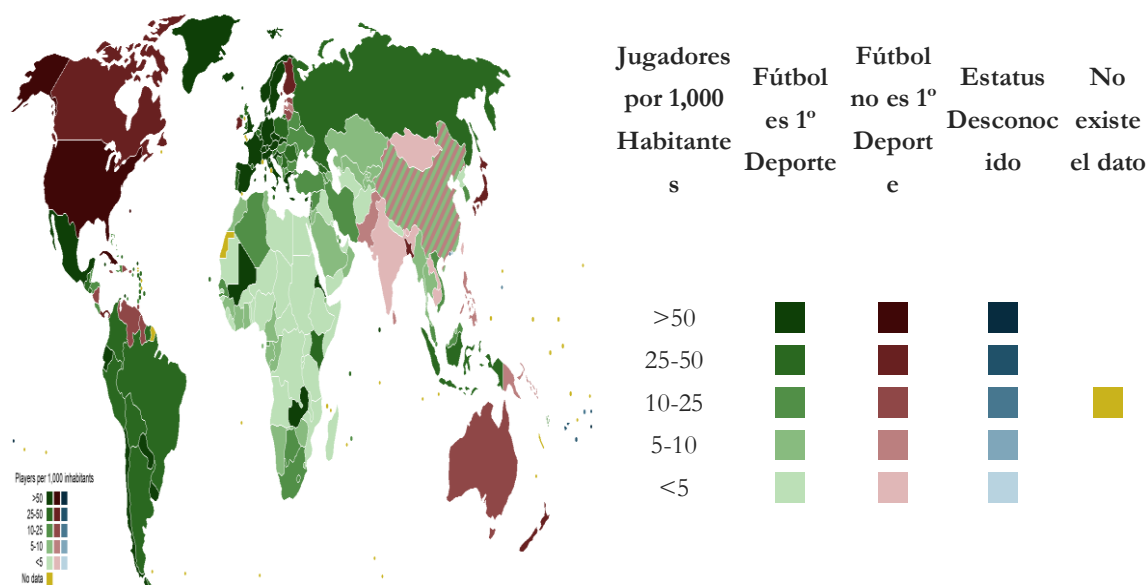 Jugadores
por 1,000
Habitante
s
Fútbol
es 1º
Deporte
Fútbol
no es 1º
Deport
e
Estatus
Desconoc
ido
No
existe
el dato
>50
25-50
10-25
5-10
<5
Players per 1,000 inhabitants
>50
25-50
10-25
5-10
<5
No data